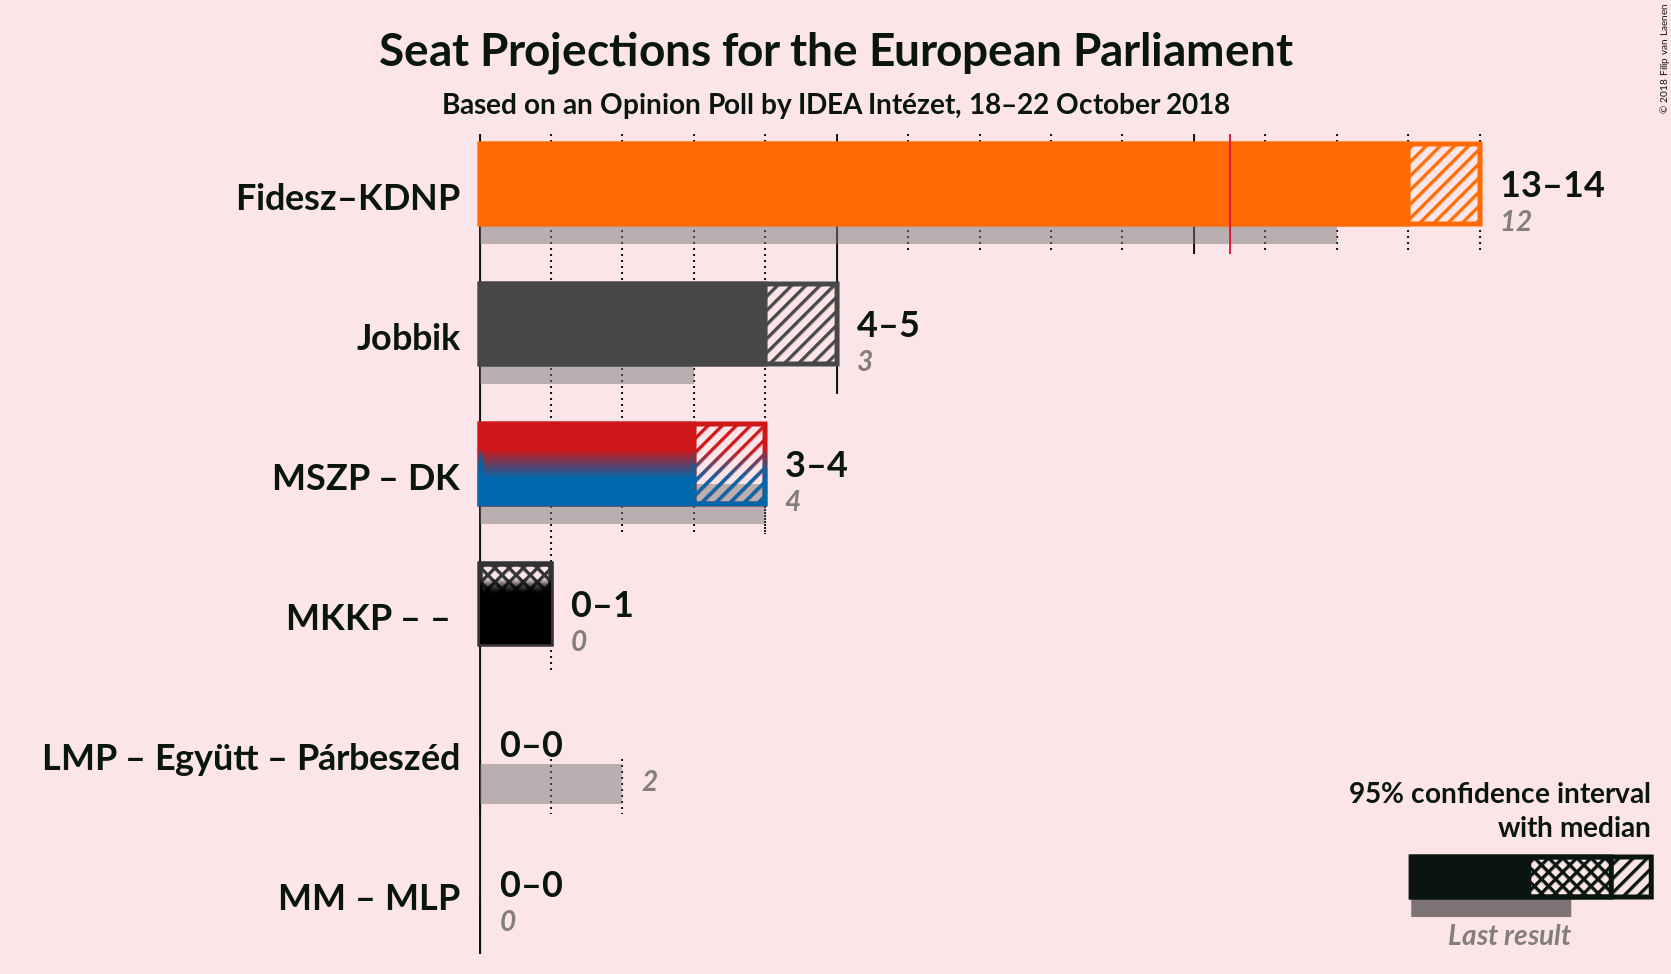 Seat Projections for the European Parliament
Based on an Opinion Poll by IDEA Intézet, 18–22 October 2018
© 2018 Filip van Laenen
Fidesz–KDNP
13–14
12
Jobbik
4–5
3
MSZP – DK
3–4
4
MKKP – –
0–1
0
LMP – Együtt – Párbeszéd
0–0
2
MM – MLP
0–0
0
95% confidence interval
with median
Last result